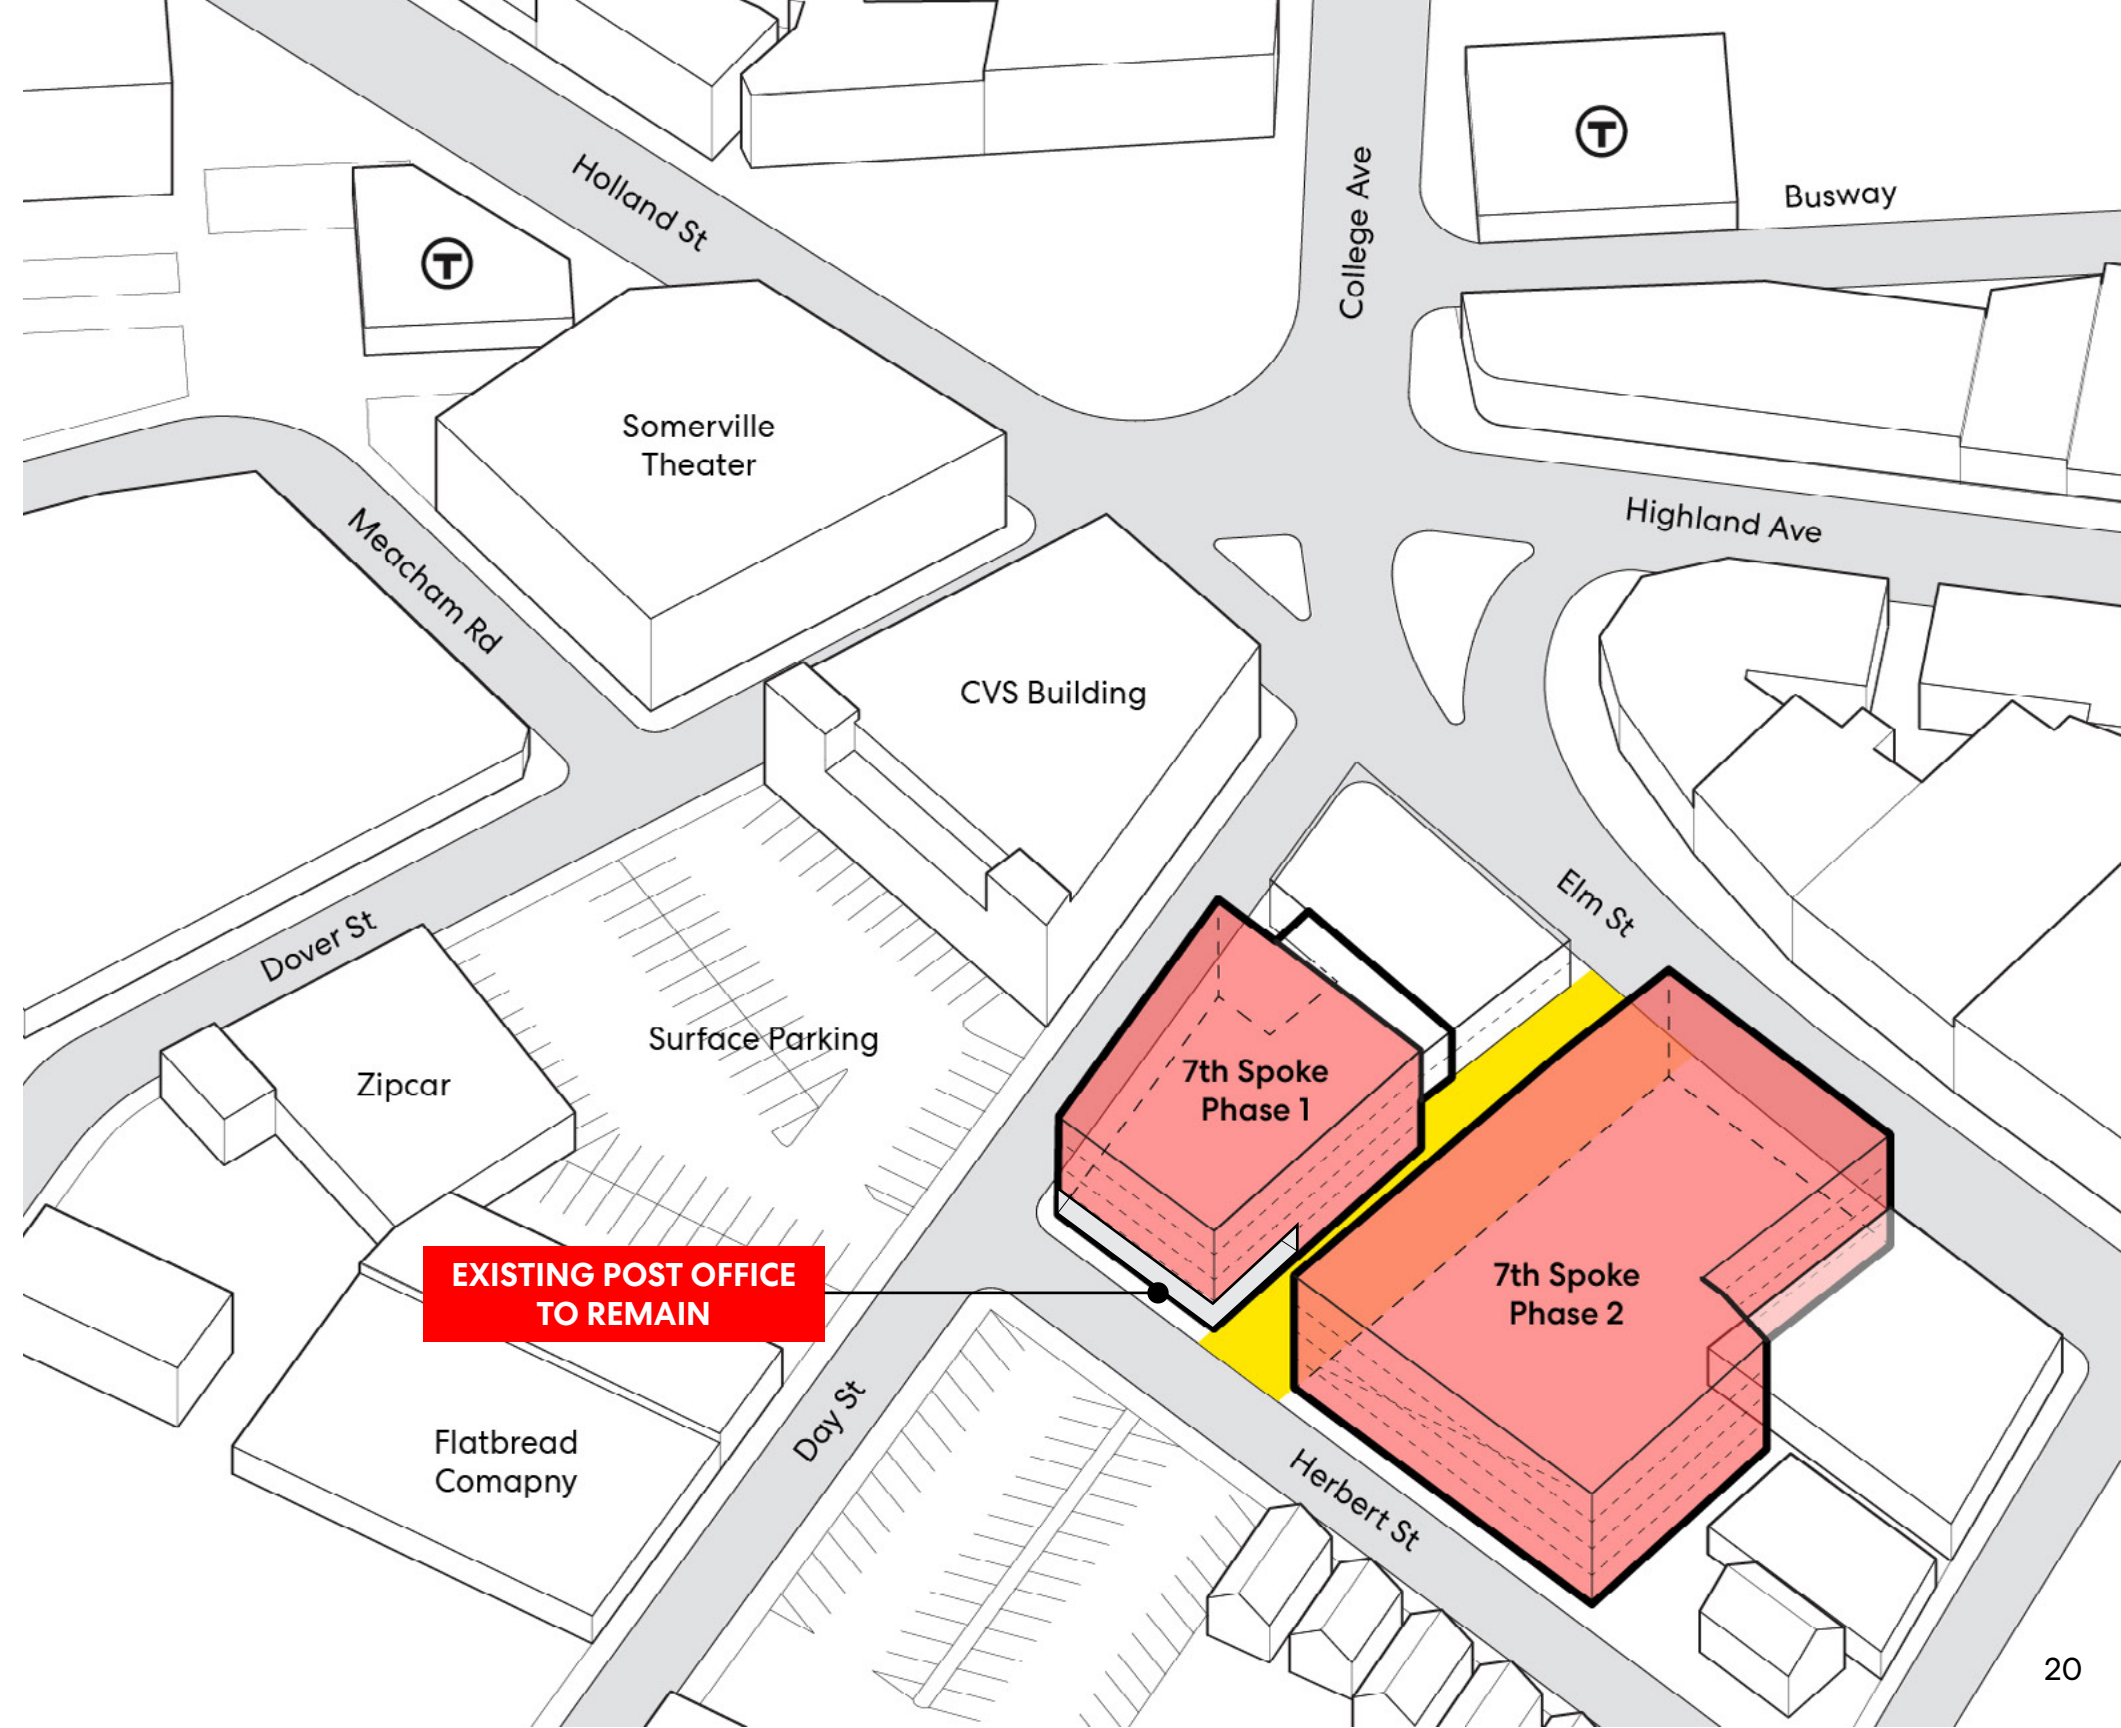 T
Busway
Holland St
College Ave
T
Somerville
Theater
Highland Ave
Meacham Rd
CVS Building
Elm St
Dover St
Surface Parking
Zipcar
7th Spoke
Phase 1
EXISTING POST OFFICE
TO REMAIN
7th Spoke
Phase 2
Day St
Flatbread
Comapny
Herbert St
20